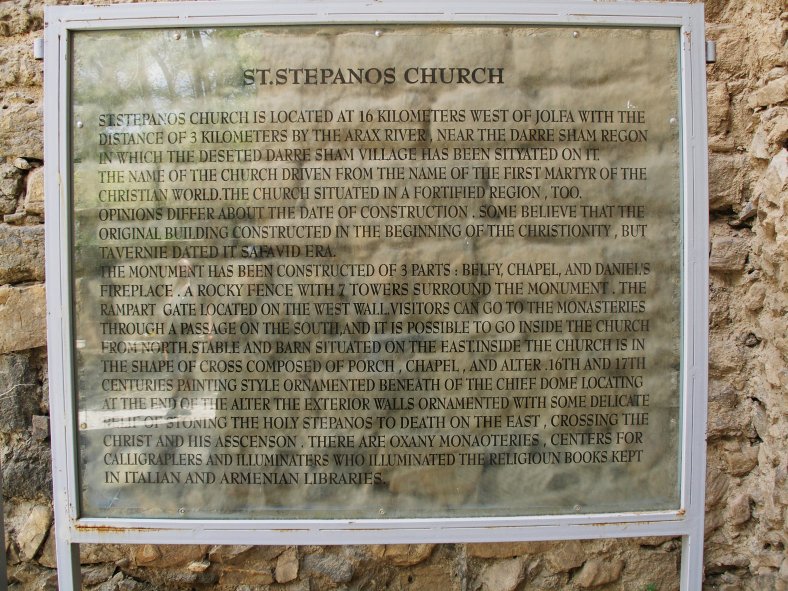 ST.STEPANOS CHURCH
ST.STEPANOS CHURCH IS LOCATED AT 16 KILOMETERS WEST OF JOLFA WITH THE
DISTANCE OF 3 KILOMETERS BY THE ARAX RIVER , NEAR THE DARRE SHAM REGON
IN WHICH THE DESETED DARRE SHAM VILLAGE HAS BEEN SITYATED ON IT.
THE NAME OF THE CHURCH DRIVEN FROM THE NAME OF THE FIRST MARTYR OF THE
CHRISTIAN WORLD.THE CHURCH SITUATED IN A FORTIFIED REGION , TOO.
OPINIONS DIFFER ABOUT THE DATE OF CONSTRUCTION . SOME BELIEVE THAT THE
ORIGINAL BUILDING CONSTRUCTED IN THE BEGINNING OF THE CHRISTIONITY , BUT
TAVERNIE DATED IT SAFAVID ERA.
THE MONUMENT HAS BEEN CONSTRUCTED OF 3 PARTS : BELFY, CHAPEL, AND DANIEL'S
FIREPLACE . A ROCKY FENCE WITH 7 TOWERS SURROUND THE MONUMENT . THE
RAMPART GATE LOCATED ON THE WEST WALL.VISITORS CAN GO TO THE MONASTERIES
THROUGH A PASSAGE ON THE SOUTH,AND IT IS POSSIBLE TO GO INSIDE THE CHURCH
FROM NORTH.STABLE AND BARN SITUATED ON THE EAST.INSIDE THE CHURCH IS IN
THE SHAPE OF CROSS COMPOSED OF PORCH , CHAPEL, AND ALTER .16TH AND 17TH
CENTURIES PAINTING STYLE ORNAMENTED BENEATH OF THE CHIEF DOME LOCATING
AT THE END OF THE ALTER THE EXTERIOR WALLS ORNAMENTED WITH SOME DELICATE
RELIF OF STONING THE HOLY STEPANOS TO DEATH ON THE EAST , CROSSING THE
CHRIST AND HIS ASSCENSON . THERE ARE OXANY MONAOTERIES , CENTERS FOR
CALLIGRAPLERS AND ILLUMINATERS WHO ILLUMINATED THE RELIGIOUN BOOKS KEPT
IN ITALIAN AND ARMENIAN LIBRARIES.